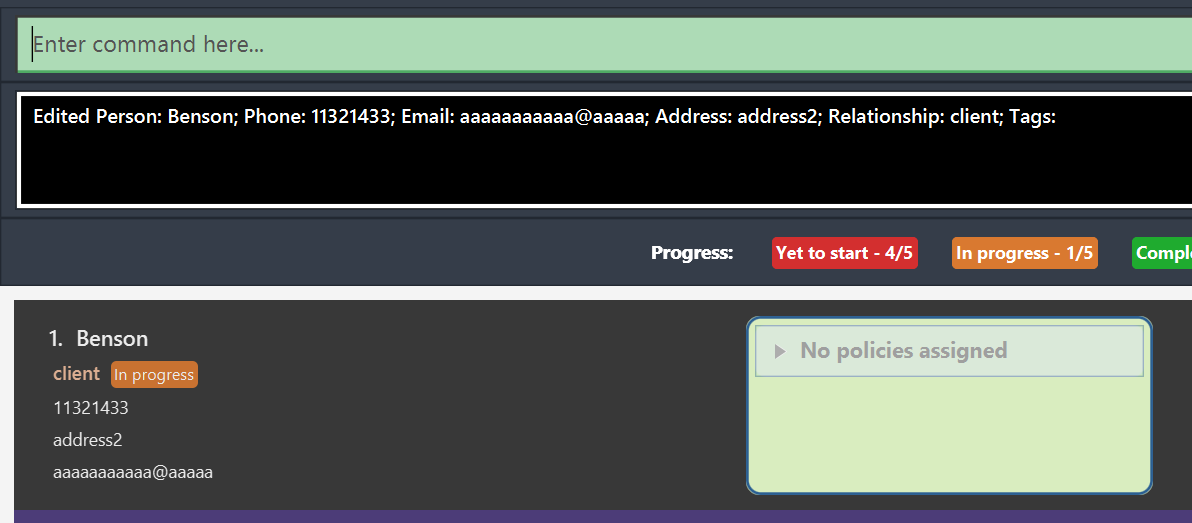 Enter command here...
Edited Person: Benson; Phone: 11321433; Email: aaaaaaaaaaa@aaaaa; Address: address2; Relationship: client; Tags:
Progress: Yet to start - 4/5 In progress - 1/5
1. Benson
No policies assigned
client In progress
11321433
address2
aaaaaaaaaaa@aaaaa